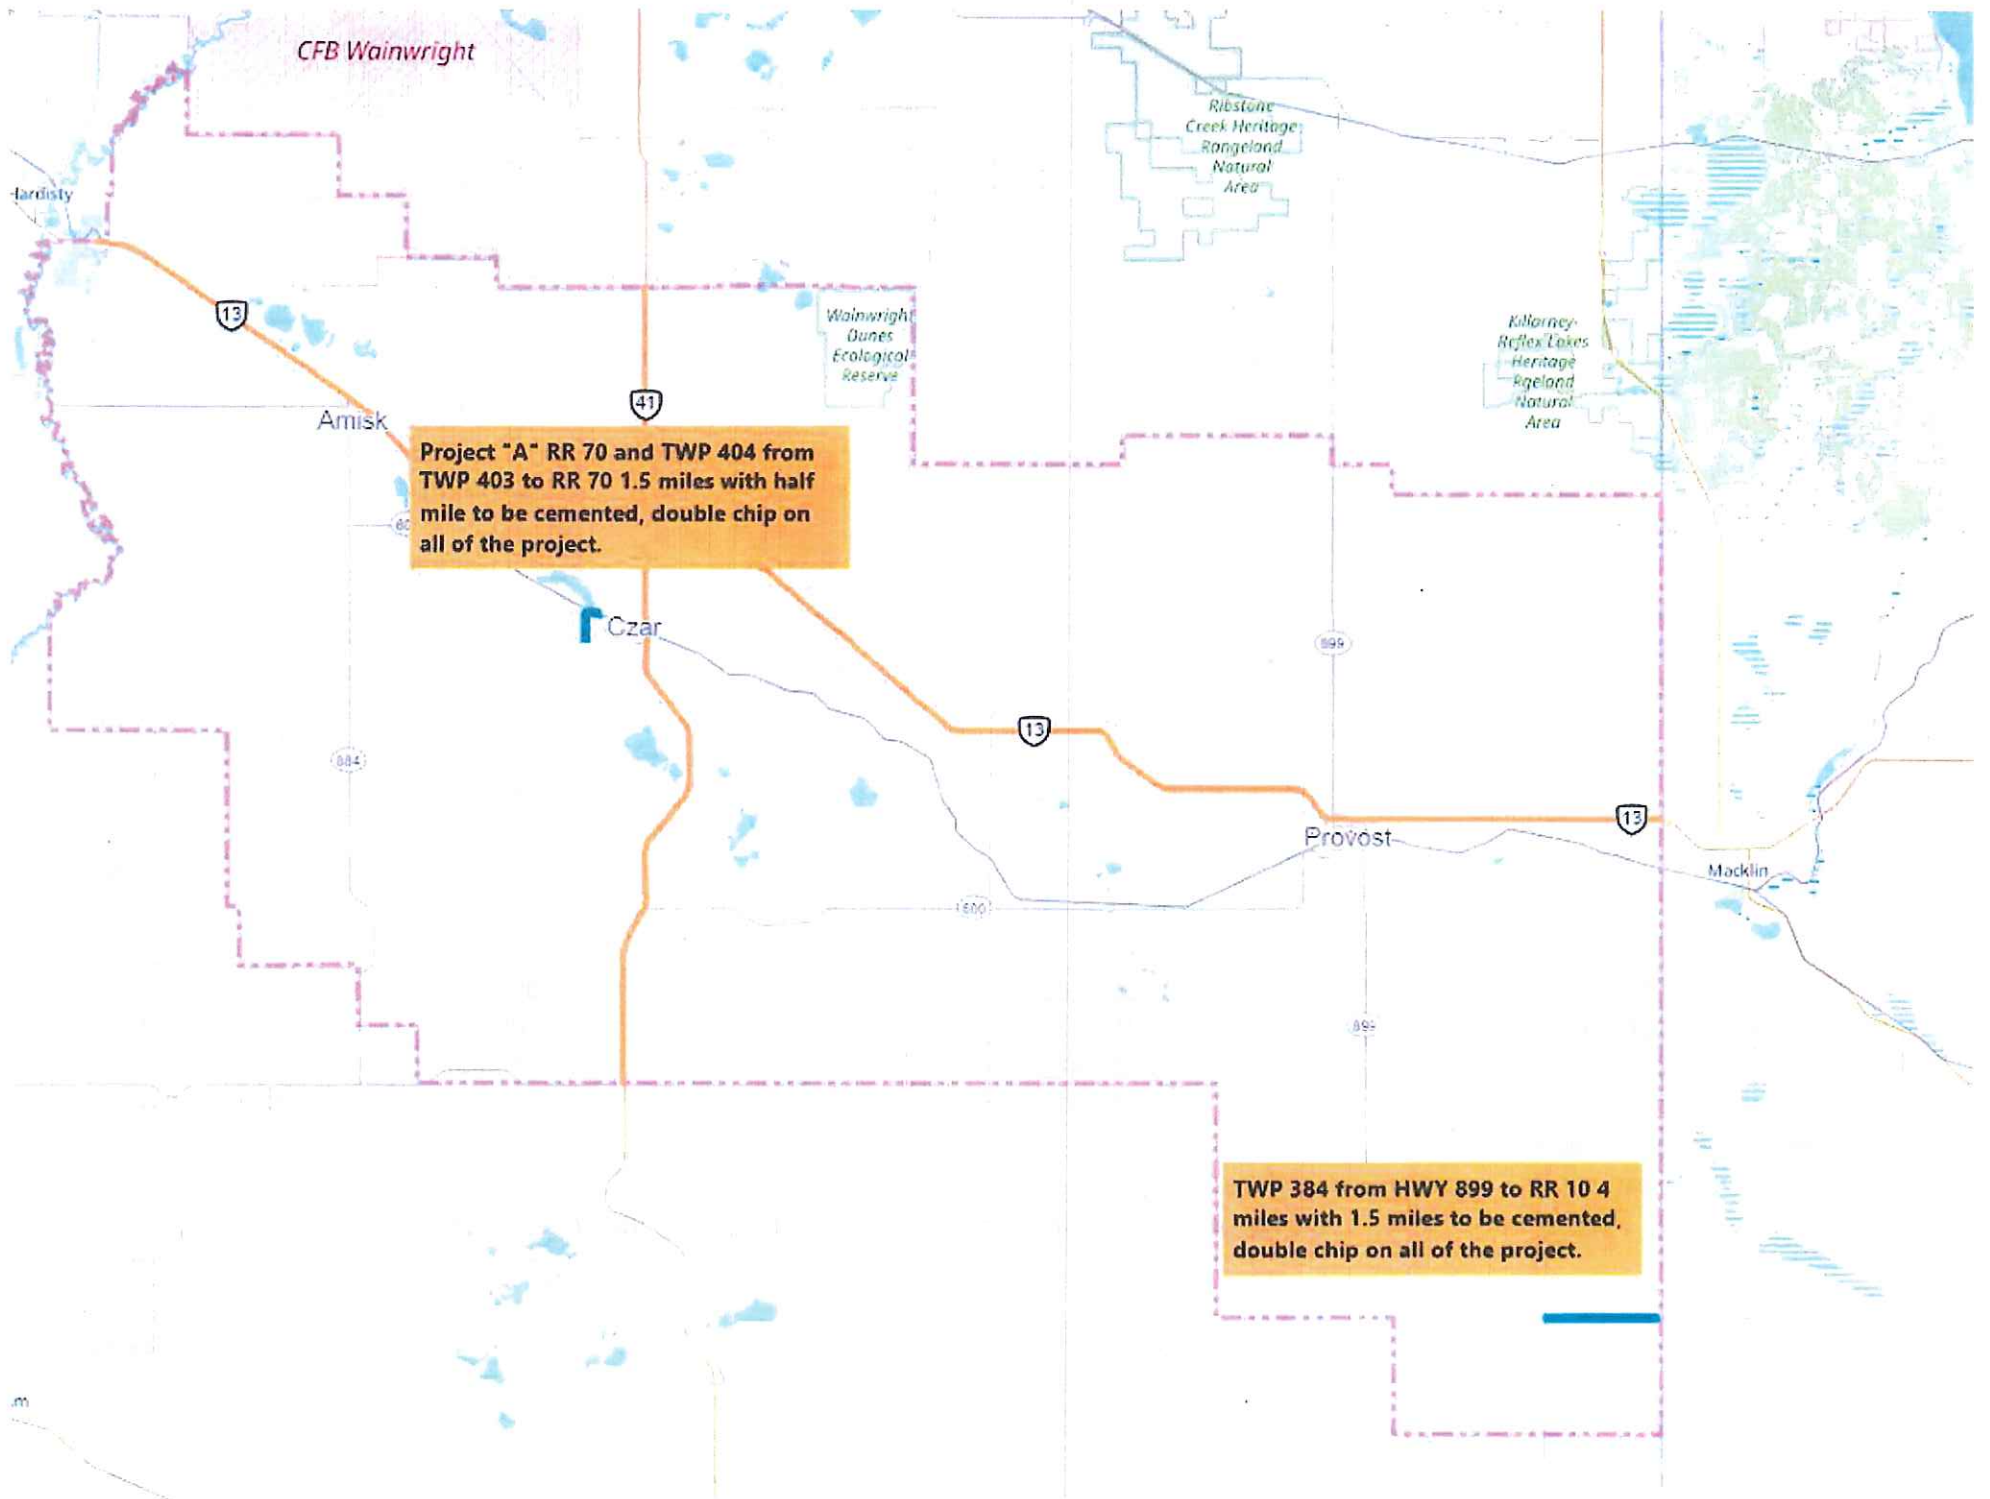 CFB Wainwright
Ribstone
Creek Heritage
Rangeland
Natural
Area
Hardisty
13
Wainwright
Dunes
Ecological
Reserve
Killarney-
Reflex Lakes
Heritage
Rgeland
Natural
Area
41
Amisk
Project "A" RR 70 and TWP 404 from
TWP 403 to RR 70 1.5 miles with half
mile to be cemented, double chip on
all of the project.
60
Czar
899
13
884
13
Provost
Macklin
600
899
TWP 384 from HWY 899 to RR 10 4
miles with 1.5 miles to be cemented,
double chip on all of the project.
.m